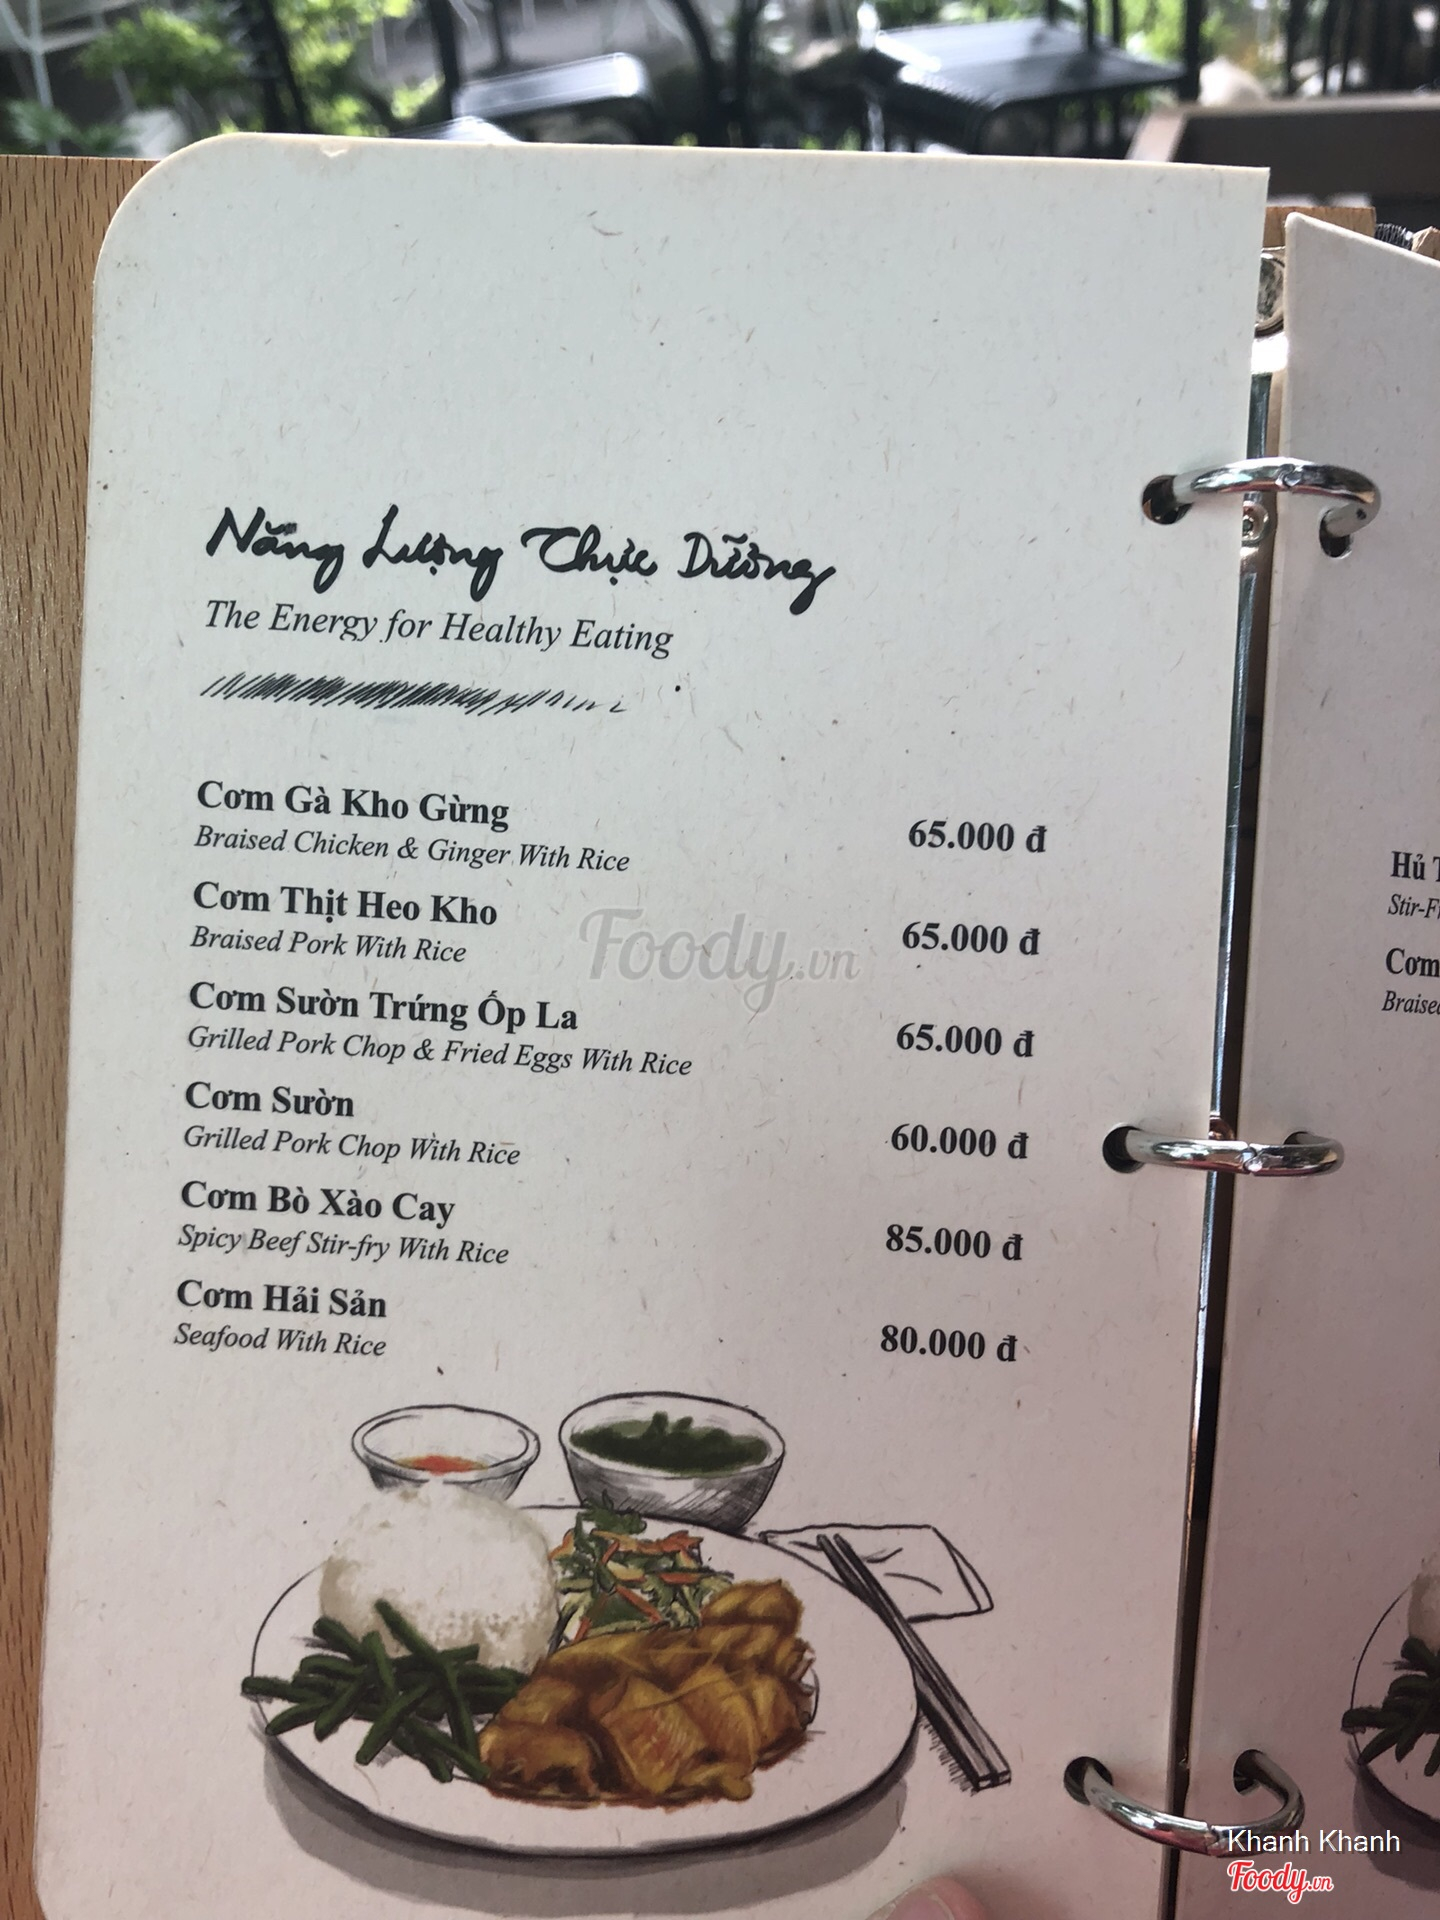 Năng Lượng Thực Dưỡng
The Energy for Healthy Eating
Cơm Gà Kho Gừng
Braised Chicken & Ginger With Rice
65.000 đ
Cơm Thịt Heo Kho
Braised Pork With Rice
65.000 đ
Cơm Sườn Trứng Ốp La
Grilled Pork Chop & Fried Eggs With Rice
65.000 đ
Cơm Sườn
Grilled Pork Chop With Rice
60.000 đ
Cơm Bò Xào Cay
Spicy Beef Stir-fry With Rice
85.000 đ
Cơm Hải Sản
Seafood With Rice
80.000 đ
Foody.vn
Hủ
Cơm
Khanh Khanh
Foody.vn